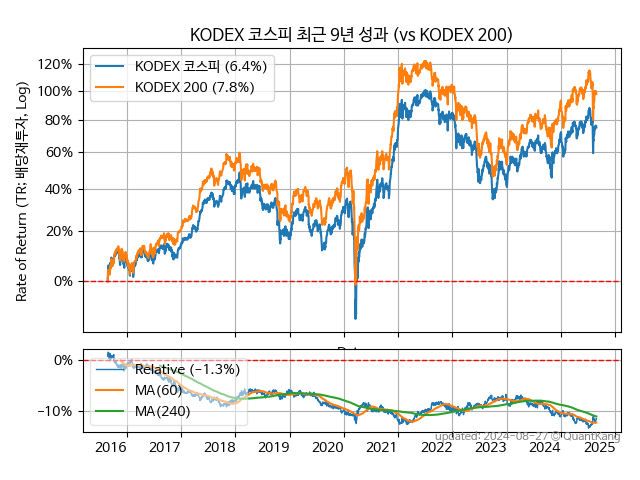 KODEX 코스피 최근 9년 성과 (vs KODEX 200)
Rate of Return (TR: 배당재투자, Log)
120%
100%
80%
60%
40%
20%
0%
KODEX 코스피 (6.4%)
KODEX 200 (7.8%)
0%
−10%
Relative (−1.3%)
MA(60)
MA(240)
2016 2017 2018 2019 2020 2021 2022 2023 2024 2025
updated: 2024-08-27 © QuantKang